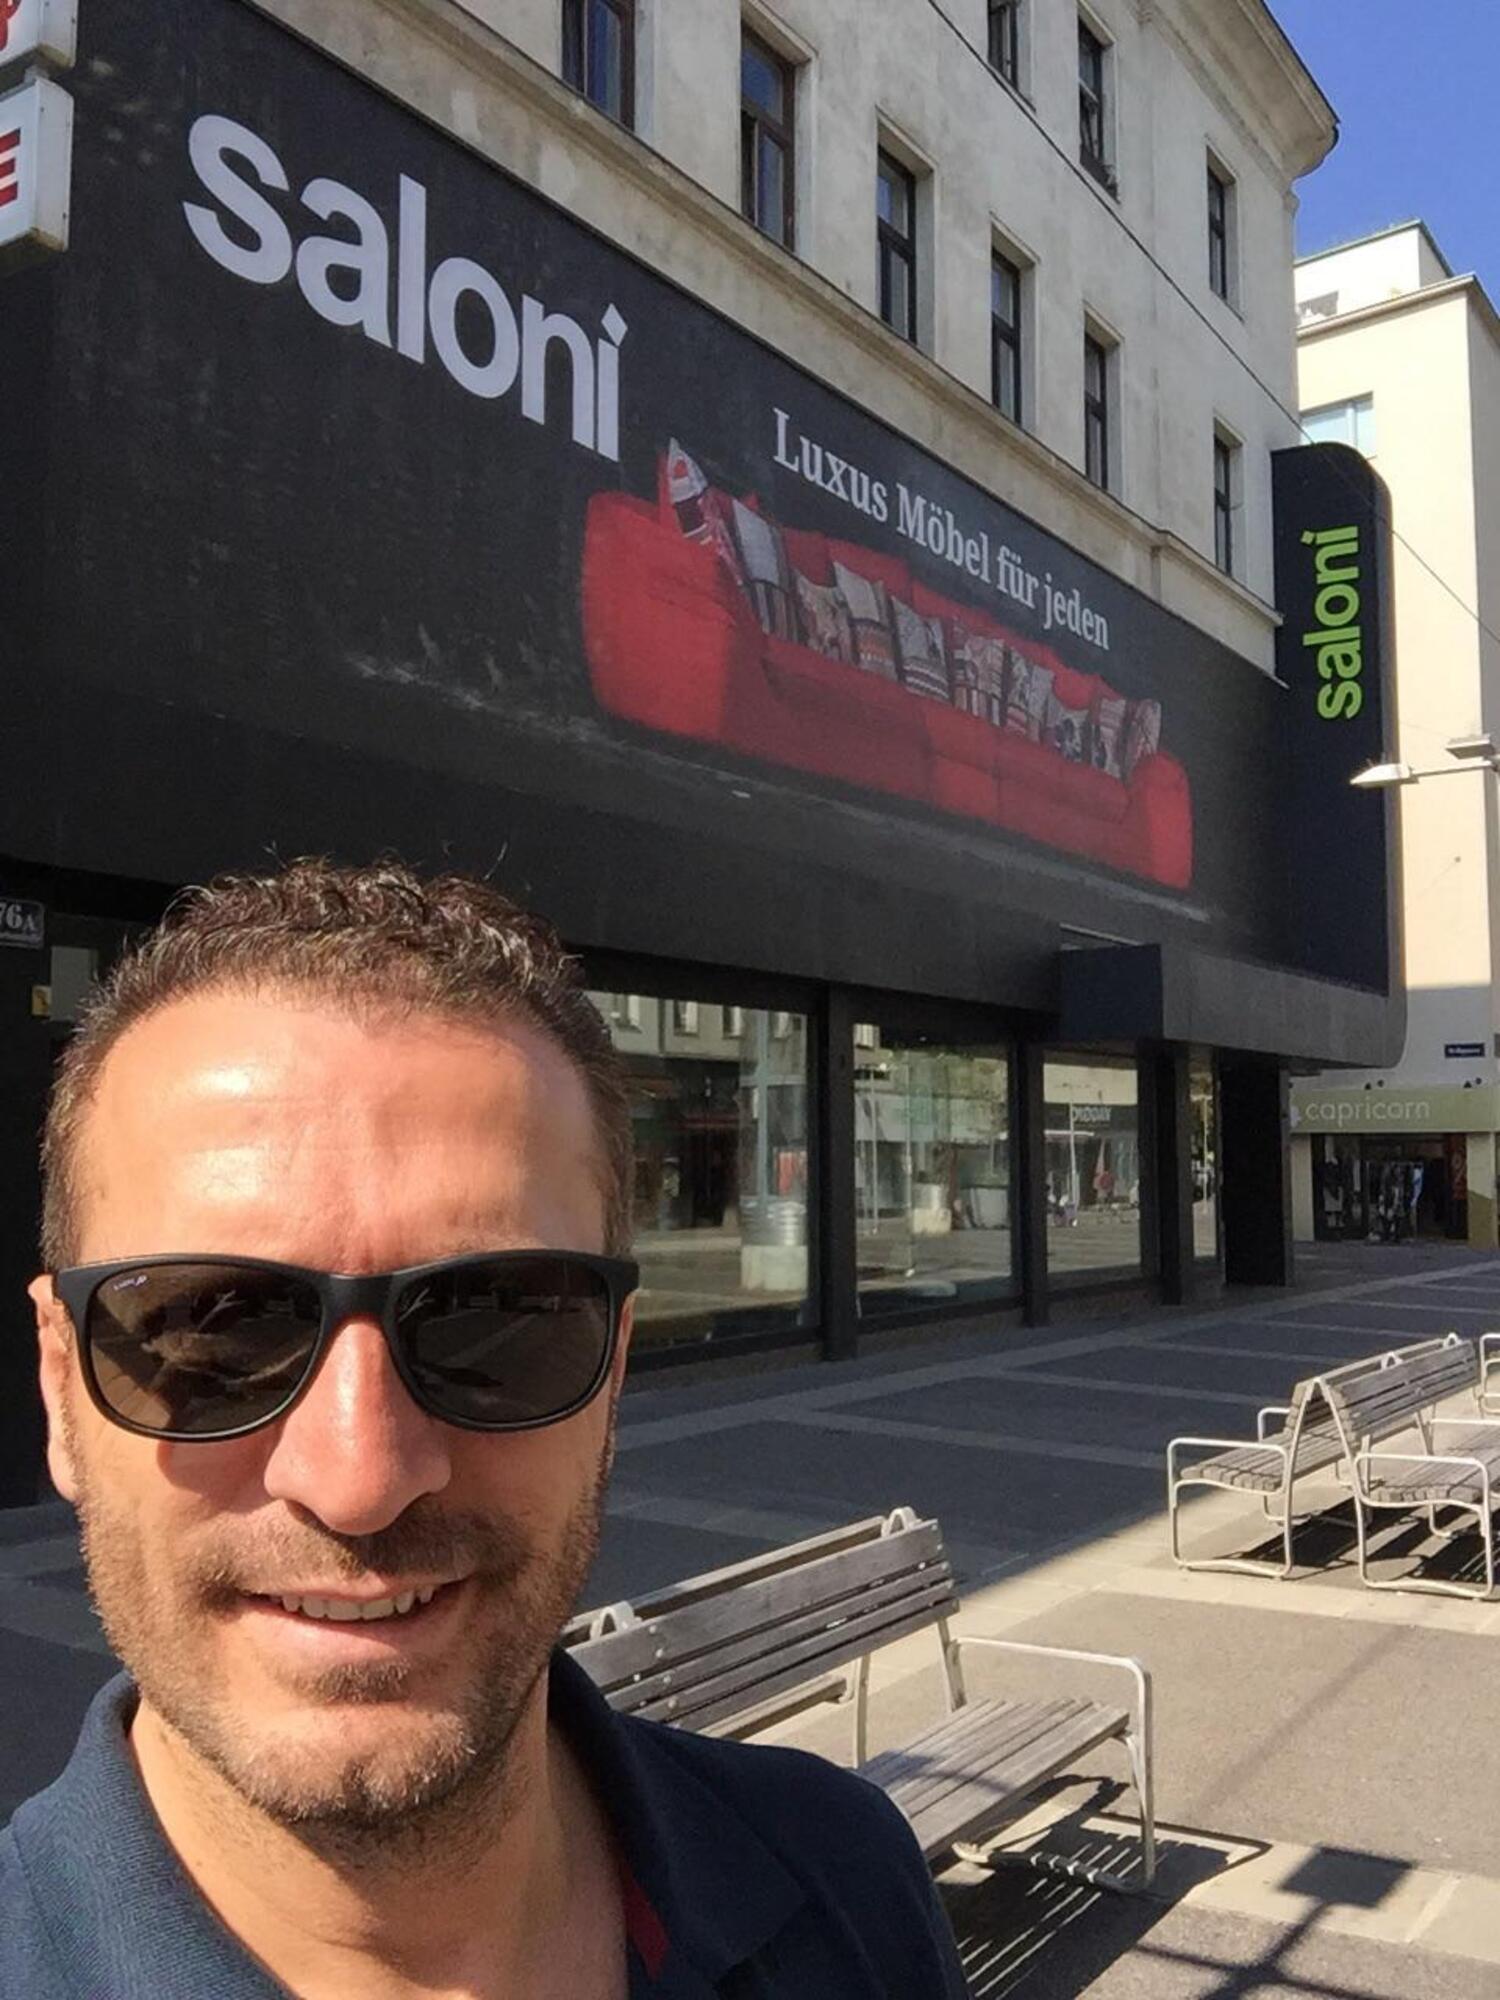 E
saloni
Luxus Möbel für jeden
saloni
76A
capricorn